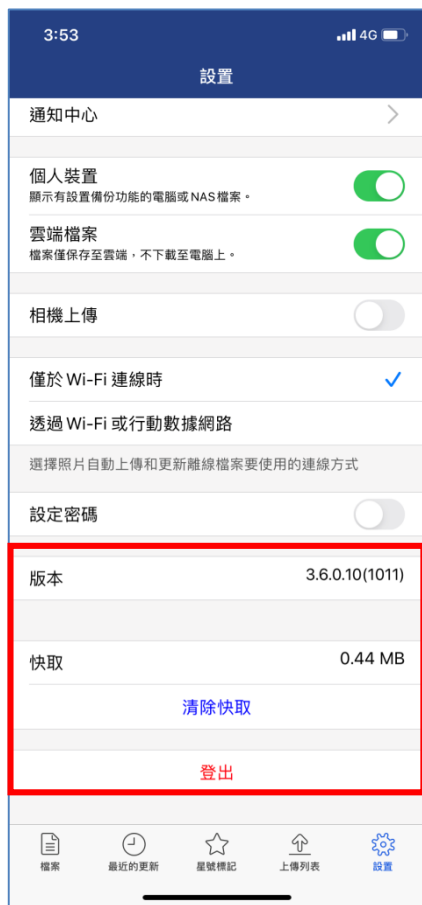 3:53 4G
設置
通知中心
個人裝置
顯示有設置備份功能的電腦或NAS檔案。
雲端檔案
檔案僅保存至雲端，不下載至電腦上。
相機上傳
僅於 Wi-Fi 連線時
透過 Wi-Fi 或行動數據網路
選擇照片自動上傳和更新離線檔案要使用的連線方式
設定密碼
版本 3.6.0.10(1011)
快取 0.44 MB
清除快取
登出
檔案 最近的更新 星號標記 上傳列表 設置